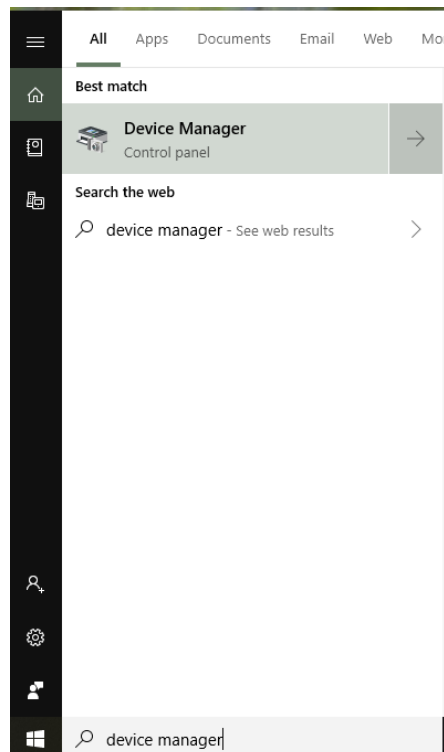 All Apps Documents Email Web Mo
Best match
Device Manager
Control panel
Search the web
device manager - See web results
device manager